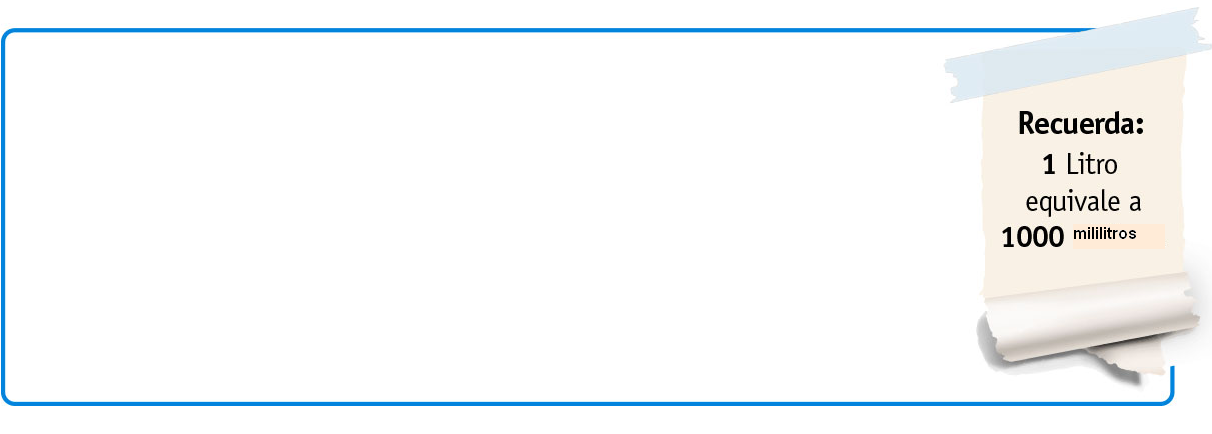 Recuerda:
1 Litro
equivale a
1000 mililitros